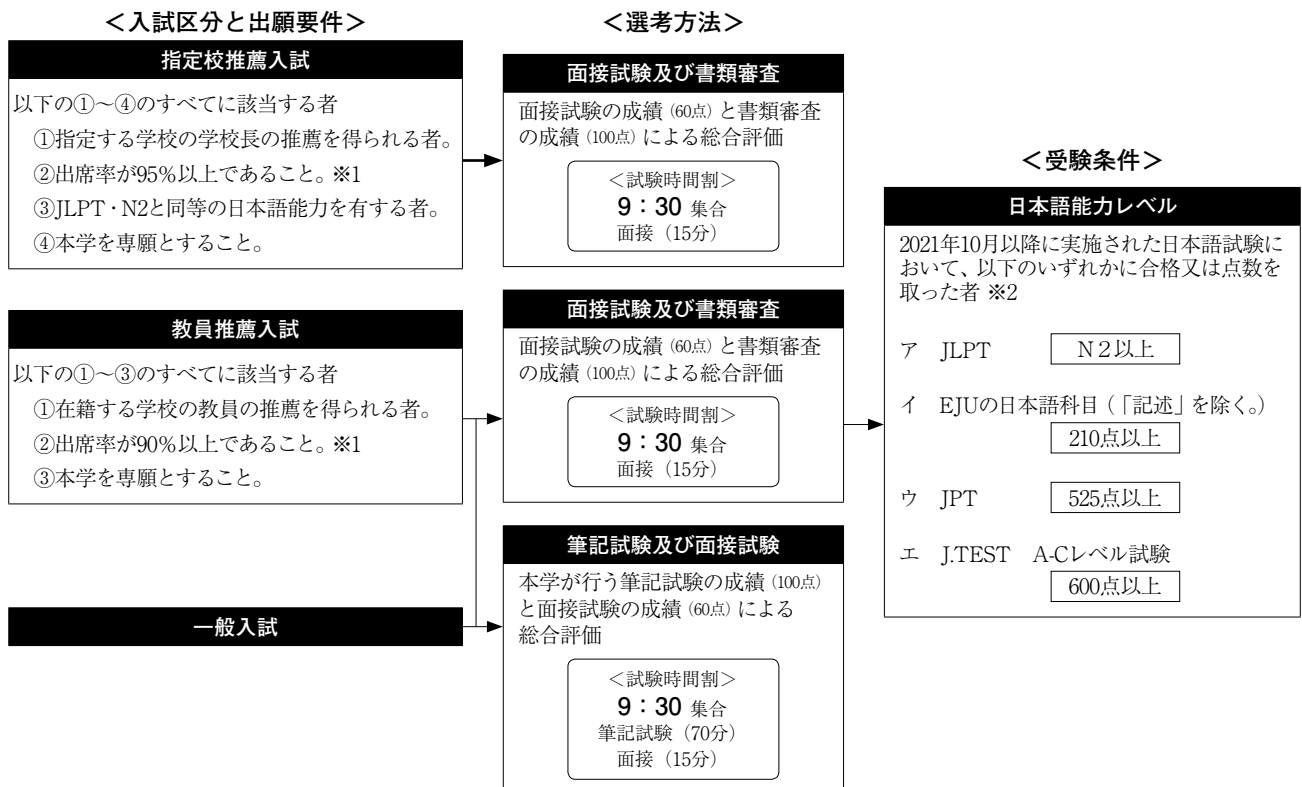 ＜入試区分と出願要件＞
指定校推薦入試
以下の①～④のすべてに該当する者
①指定する学校の学校長の推薦を得られる者。
②出席率が95％以上であること。※1
③JLPT・N2と同等の日本語能力を有する者。
④本学を専願とすること。
教員推薦入試
以下の①～③のすべてに該当する者
①在籍する学校の教員の推薦を得られる者。
②出席率が90％以上であること。※1
③本学を専願とすること。
一般入試
＜選考方法＞
面接試験及び書類審査
面接試験の成績（60点）と書類審査
の成績（100点）による総合評価
＜試験時間割＞
9：30 集合
面接（15分）
面接試験及び書類審査
面接試験の成績（60点）と書類審査
の成績（100点）による総合評価
＜試験時間割＞
9：30 集合
面接（15分）
筆記試験及び面接試験
本学が行う筆記試験の成績（100点）
と面接試験の成績（60点）による
総合評価
＜試験時間割＞
9：30 集合
筆記試験（70分）
面接（15分）
＜受験条件＞
日本語能力レベル
2021年10月以降に実施された日本語試験に
おいて、以下のいずれかに合格又は点数を
取った者 ※2
ア JLPT N２以上
イ EJUの日本語科目（「記述」を除く。）
210点以上
ウ JPT 525点以上
エ J.TEST A-Cレベル試験
600点以上